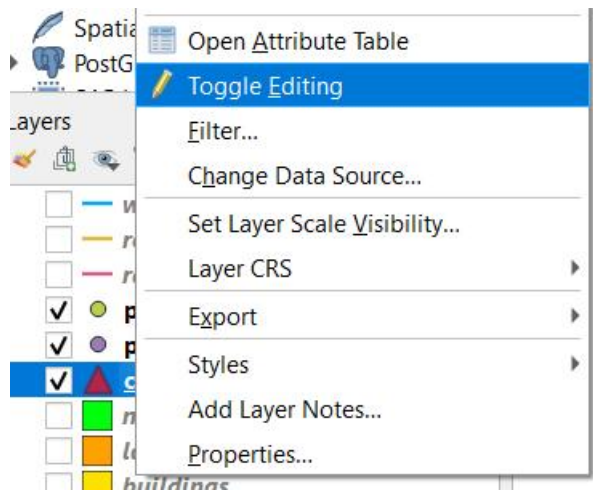 Spatia
PostG
Layers
buildings
Open Attribute Table
Toggle Editing
Filter...
Change Data Source...
Set Layer Scale Visibility...
Layer CRS
Export
Styles
Add Layer Notes...
Properties...